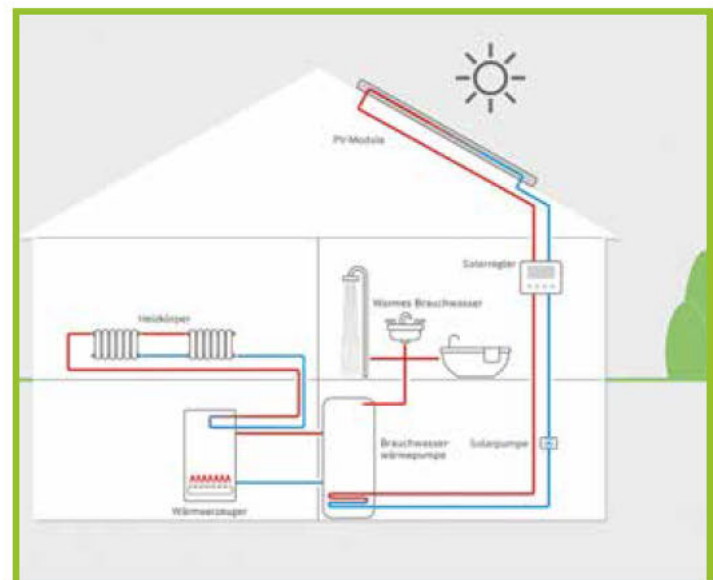 PV-Module
Solarregler
Warmes Brauchwasser
Heizkörper
Brauchwasser
wärmepumpe
Solarpumpe
Wärmeerzeuger